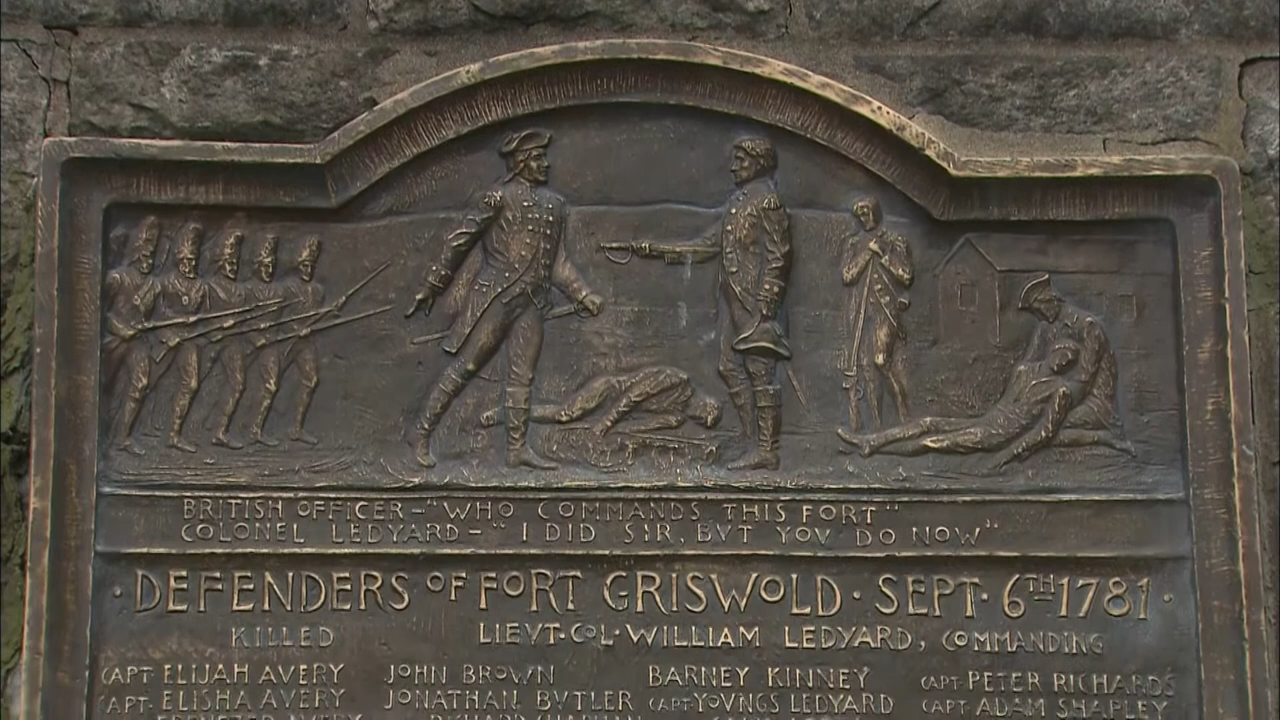 BRITISH OFFICER-"WHO COMMANDS THIS FORT"
COLONEL LEDYARD-"I DID SIR, BVT YOV DO NOW"
·DEFENDERS OF FORT GRISWOLD·SEPT·6TH 1781·
KILLED LIEVT·COL·WILLIAM LEDYARD, COMMANDING
CAPT·ELIJAH AVERY JOHN BROWN BARNEY KINNEY CAPT·PETER RICHARDS
CAPT·ELISHA AVERY JONATHAN BVTLER CAPT·YOVNGS LEDYARD CAPT·ADAM SHAPLEY